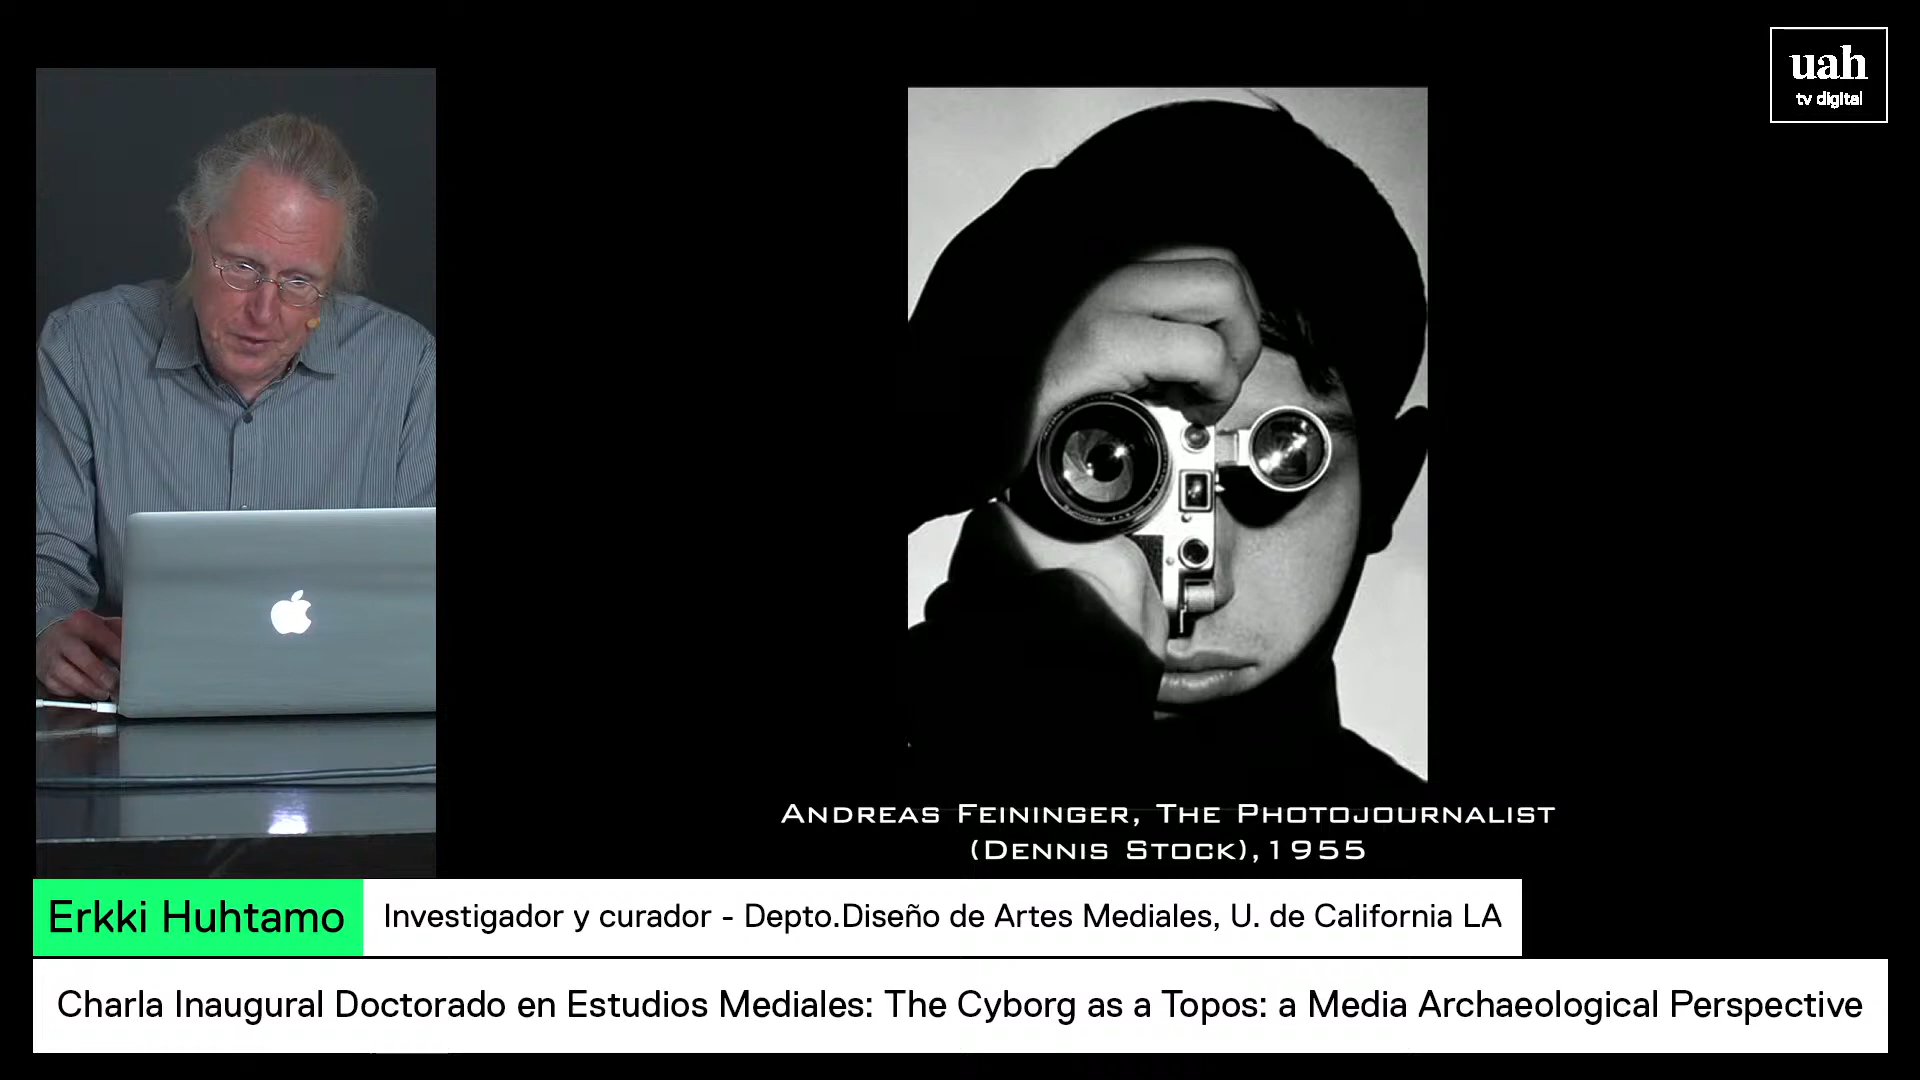 uah
tv digital
Andreas Feininger, The Photojournalist
(Dennis Stock),1955
Erkki Huhtamo
Investigador y curador - Depto.Diseño de Artes Mediales, U. de California LA
Charla Inaugural Doctorado en Estudios Mediales: The Cyborg as a Topos: a Media Archaeological Perspective